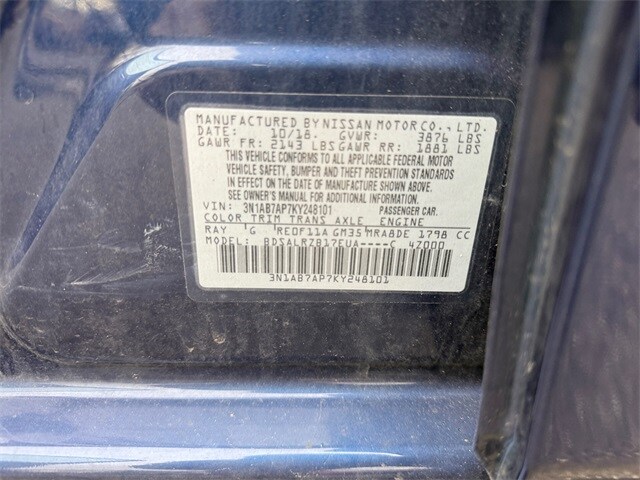 MANUFACTURED BY NISSAN MOTOR CO., LTD.
DATE: 10/18 GVWR: 3876 LBS
GAWR FR: 2143 LBS GAWR RR: 1881 LBS
THIS VEHICLE CONFORMS TO ALL APPLICABLE FEDERAL MOTOR
VEHICLE SAFETY, BUMPER AND THEFT PREVENTION STANDARDS
IN EFFECT ON THE DATE OF MANUFACTURE SHOWN ABOVE.
SEE OWNER'S MANUAL FOR ADDITIONAL INFORMATION.
VIN: 3N1AB7AP7KY248101 PASSENGER CAR.
COLOR TRIM TRANS AXLE ENGINE
RAY G RE0F11A GM35 MRA8DE 1798 CC
MODEL: BDSALRZB17EUA----C 47000
3N1AB7AP7KY248101